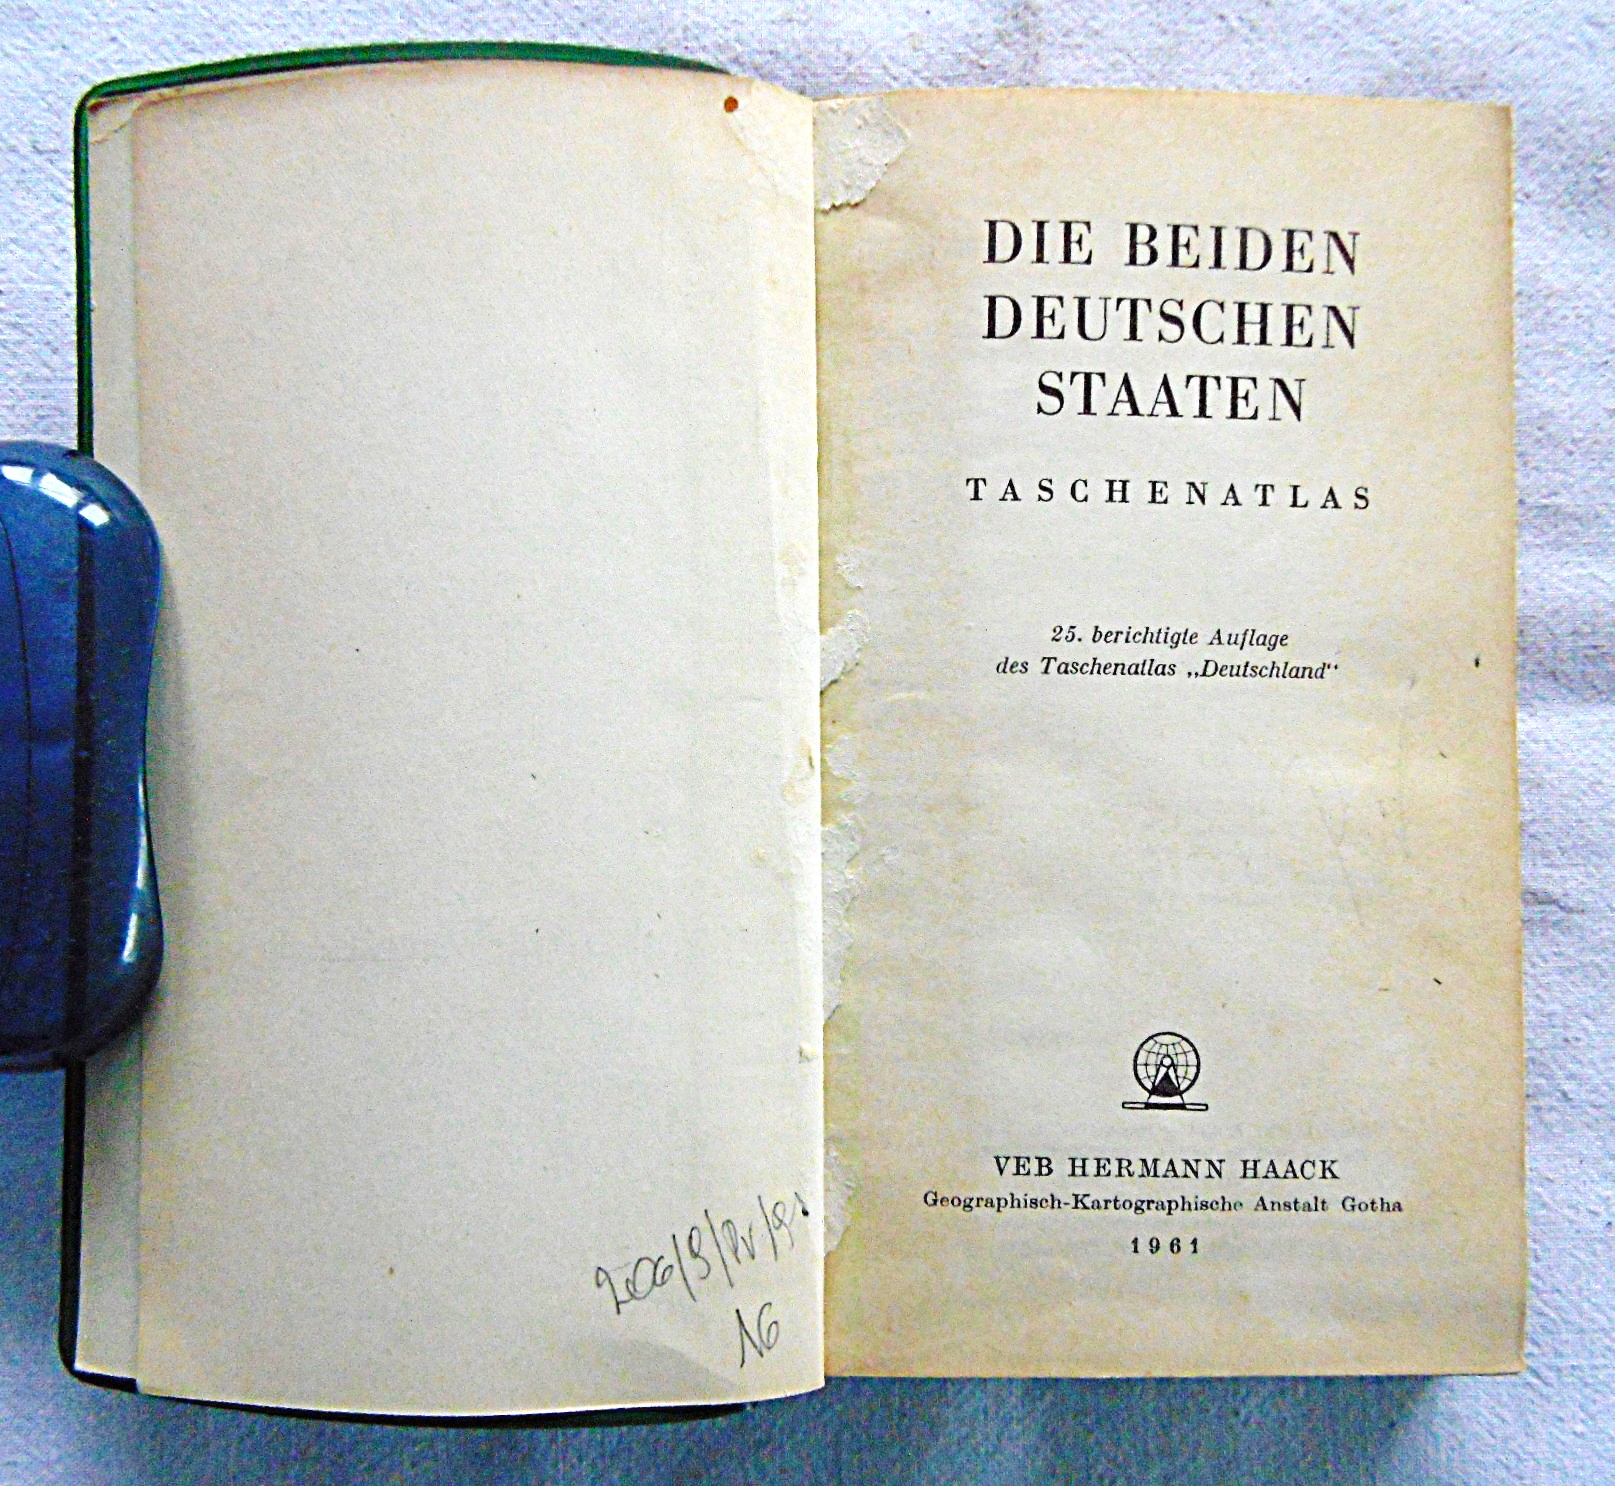 DIE BEIDEN
DEUTSCHEN
STAATEN
TASCHENATLAS
25. berichtigte Auflage
des Taschenatlas „Deutschland“
VEB HERMANN HAACK
Geographisch-Kartographische Anstalt Gotha
1961
16